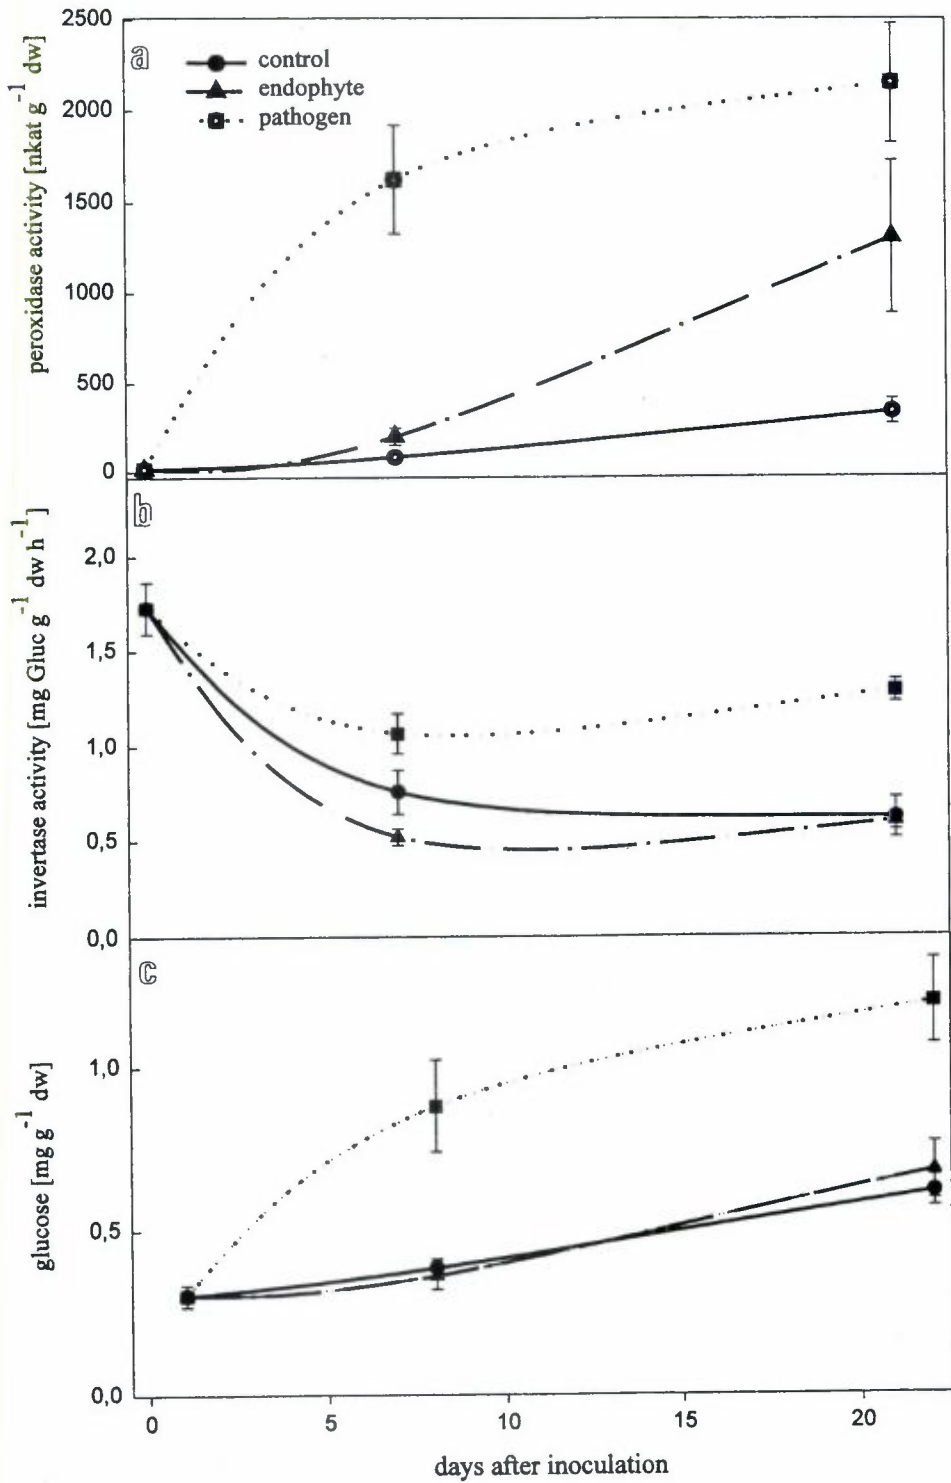 a
control
endophyte
pathogen
peroxidase activity [nkat g⁻¹ dw]
2500
2000
1500
1000
500
0
b
invertase activity [mg Gluc g⁻¹ dw h⁻¹]
2,0
1,5
1,0
0,5
0,0
c
glucose [mg g⁻¹ dw]
1,0
0,5
0,0
0 5 10 15 20
days after inoculation